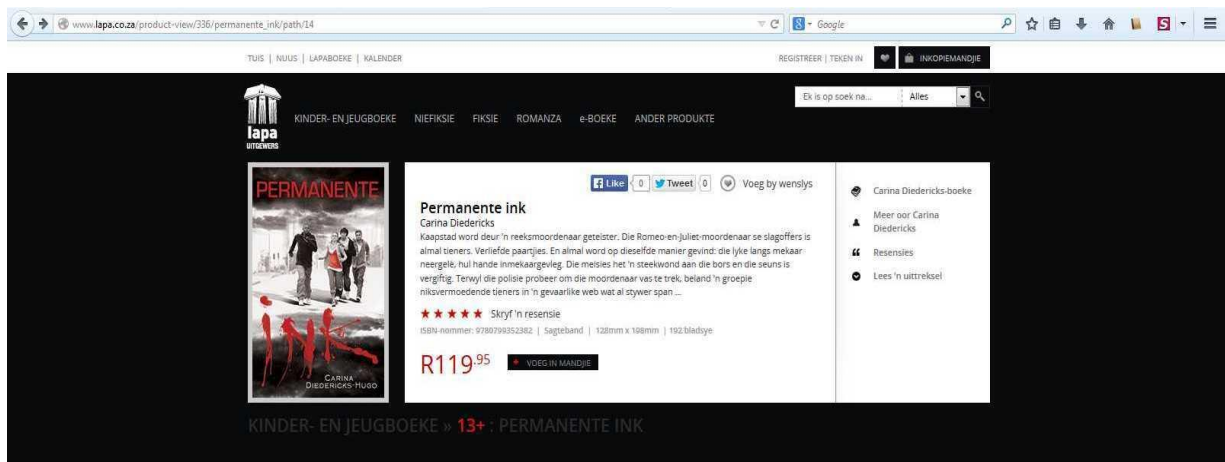 www.lapa.co.za/product-view/336/permanente_ink/path/14
Google
TUIS | NUUS | LAPABOEKE | KALENDER
REGISTREER | TEKEN IN
INKOPIEMANDJIE
Ek is op soek na...
Alles
lapa
UITGEWERS
KINDER- EN JEUGBOEKE NIEFIKSIE FIKSIE ROMANZA e-BOEKE ANDER PRODUKTE
PERMANENTE
INK
CARINA
DIEDERICKS-HUGO
Like 0 Tweet 0 Voeg by wenslys
Permanente ink
Carina Diedericks
Kaapstad word deur 'n reeksmoordenaar geteister. Die Romeo-en-Juliet-moordenaar se slagoffers is
almal tieners. Verliefde paartjies. En almal word op dieselfde manier gevind: die lyke langs mekaar
neergelê, hul hande inmekaargevleg. Die meisies het 'n steekwond aan die bors en die seuns is
vergiftig. Terwyl die polisie probeer om die moordenaar vas te trek, beland 'n groepie
niksvermoedende tieners in 'n gevaarlike web wat al stywer span ...
Skryf 'n resensie
ISBN-nommer: 9780799352382 | Sagteband | 128mm x 198mm | 192 bladsye
R119.95
VOEG IN MANDJIE
Carina Diedericks-boeke
Meer oor Carina
Diedericks
Resensies
Lees 'n uittreksel
KINDER- EN JEUGBOEKE » 13+ : PERMANENTE INK